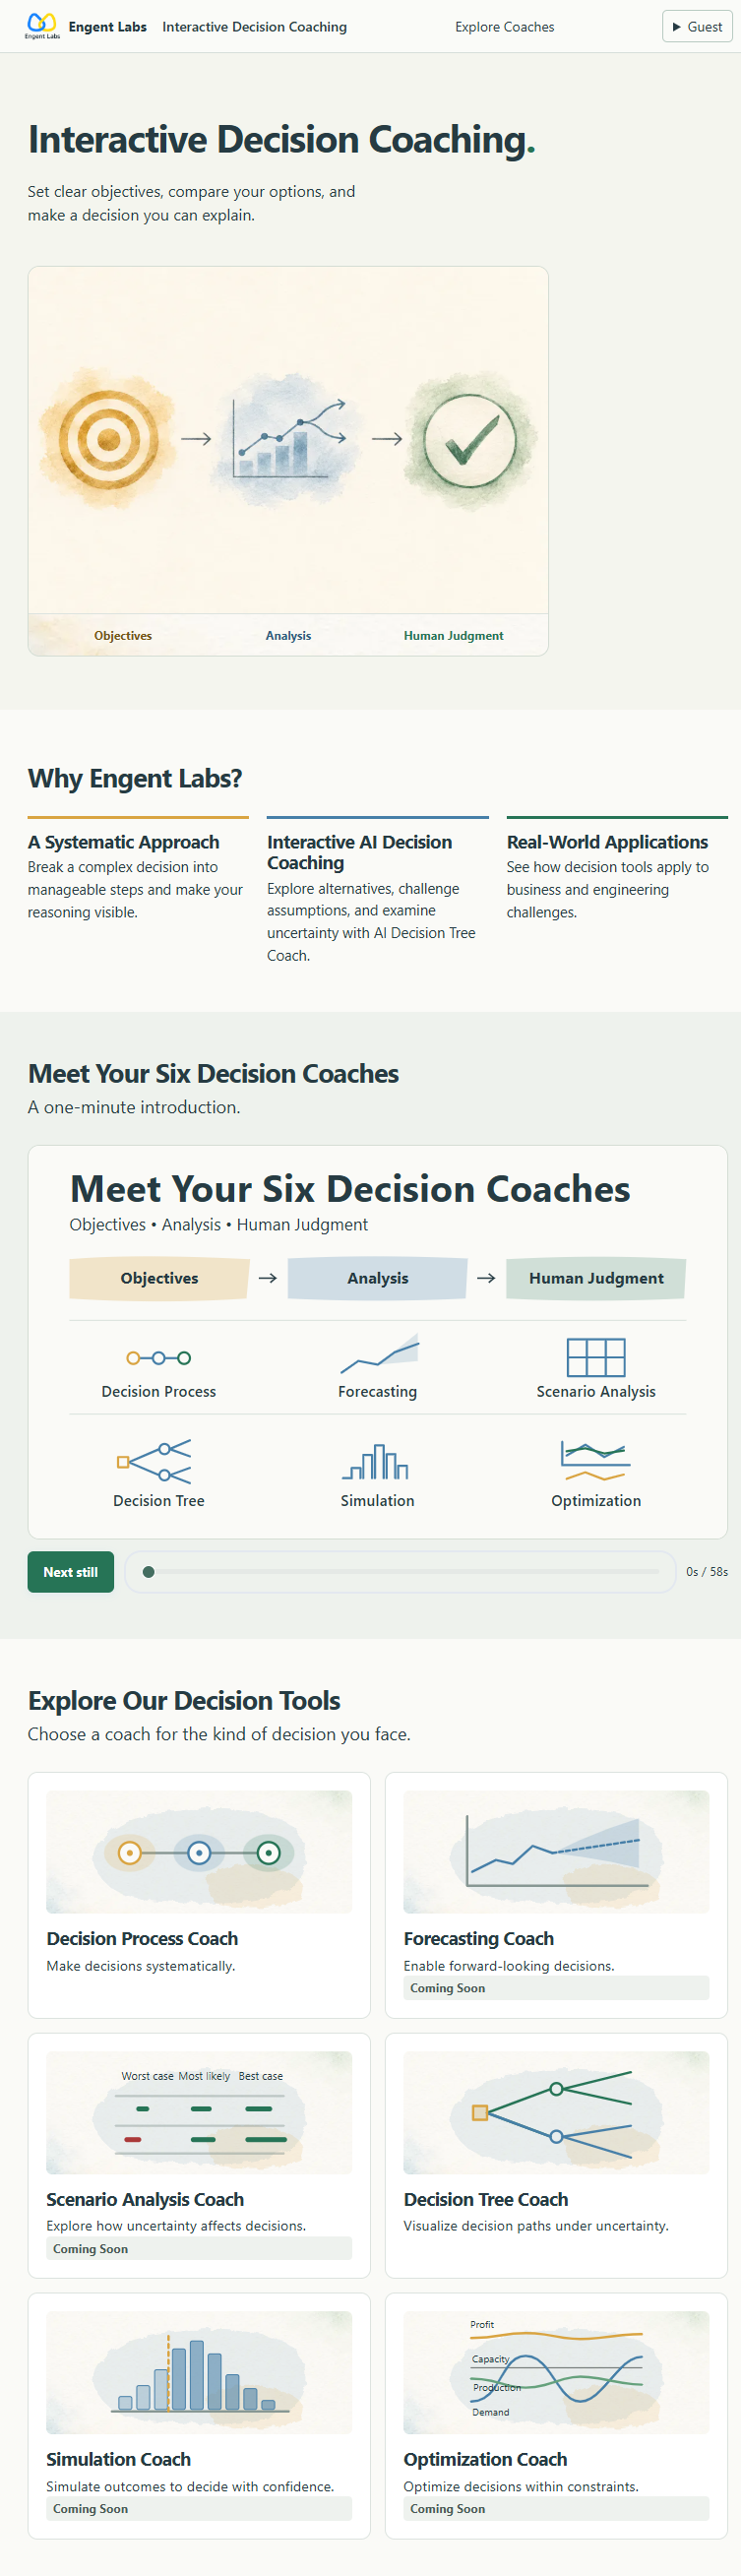 Engent Labs
Engent Labs Interactive Decision Coaching Explore Coaches ▶ Guest
Interactive Decision Coaching.
Set clear objectives, compare your options, and
make a decision you can explain.
Objectives Analysis Human Judgment
Why Engent Labs?
A Systematic Approach
Break a complex decision into
manageable steps and make your
reasoning visible.
Interactive AI Decision
Coaching
Explore alternatives, challenge
assumptions, and examine
uncertainty with AI Decision Tree
Coach.
Real-World Applications
See how decision tools apply to
business and engineering
challenges.
Meet Your Six Decision Coaches
A one-minute introduction.
Meet Your Six Decision Coaches
Objectives • Analysis • Human Judgment
Objectives → Analysis → Human Judgment
Decision Process Forecasting Scenario Analysis
Decision Tree Simulation Optimization
Next still 0s / 58s
Explore Our Decision Tools
Choose a coach for the kind of decision you face.
Decision Process Coach
Make decisions systematically.
Forecasting Coach
Enable forward-looking decisions.
Coming Soon
Worst case Most likely Best case
Scenario Analysis Coach
Explore how uncertainty affects decisions.
Coming Soon
Decision Tree Coach
Visualize decision paths under uncertainty.
Simulation Coach
Simulate outcomes to decide with confidence.
Coming Soon
Profit
Capacity
Production
Demand
Optimization Coach
Optimize decisions within constraints.
Coming Soon